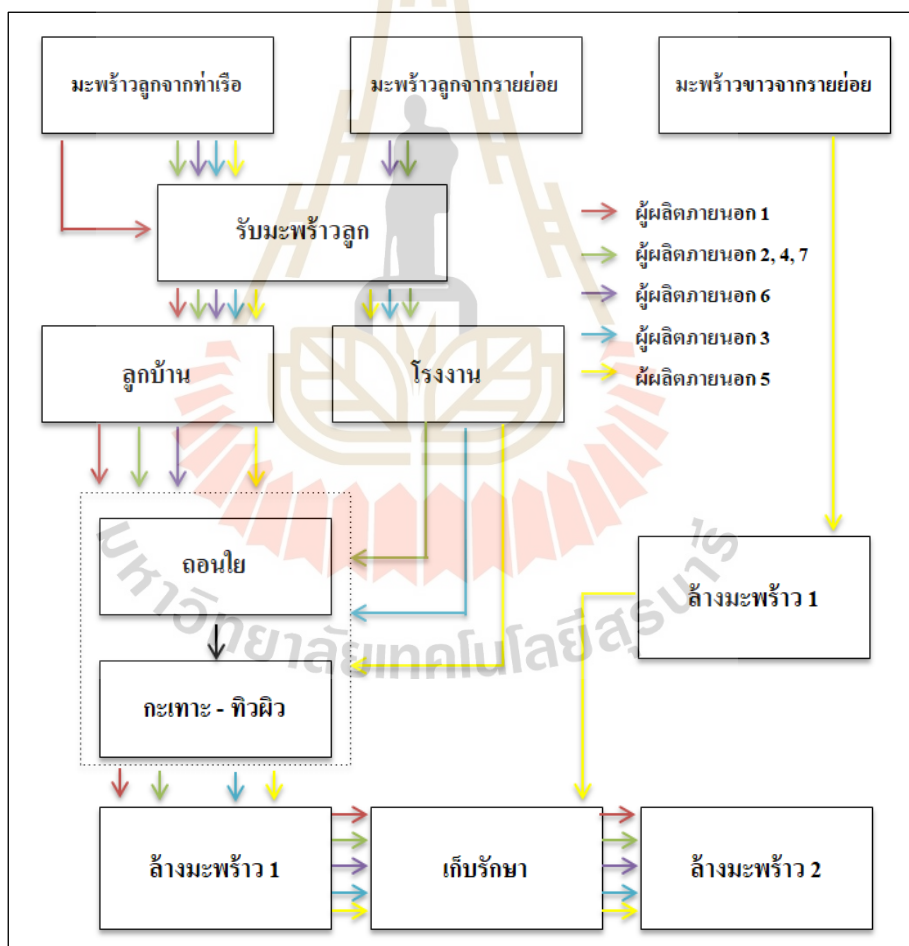 มะพร้าวลูกจากท่าเรือ
มะพร้าวลูกจากรายย่อย
มะพร้าวขาวจากรายย่อย
รับมะพร้าวลูก
ผู้ผลิตภายนอก 1
ผู้ผลิตภายนอก 2, 4, 7
ผู้ผลิตภายนอก 6
ผู้ผลิตภายนอก 3
ผู้ผลิตภายนอก 5
ลูกบ้าน
โรงงาน
ถอนใย
ล้างมะพร้าว 1
มหาวิทยาลัยเทคโนโลยีสุรนารี
กะเทาะ - ทิวผิว
ล้างมะพร้าว 1
เก็บรักษา
ล้างมะพร้าว 2